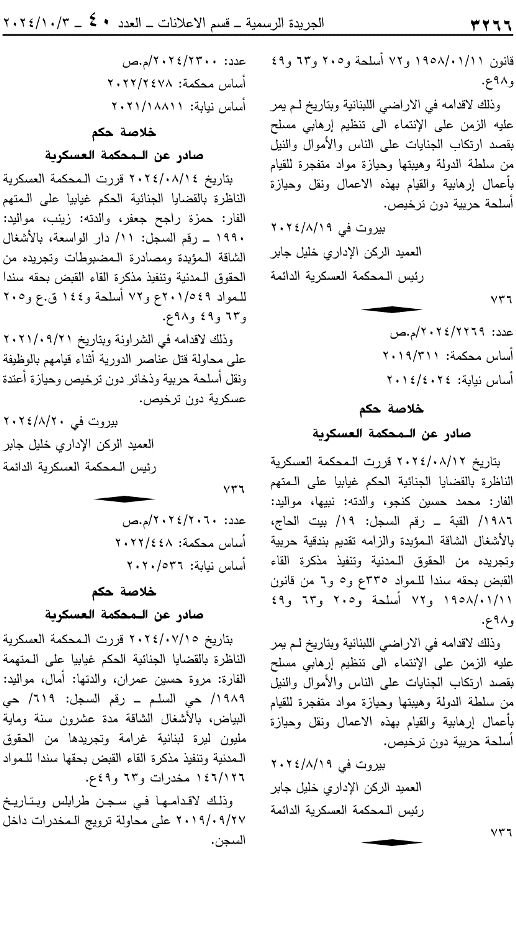 ٣٢٦٦
الجريدة الرسمية ــ قسم الاعلانات ــ العدد ٤٠ ــ ٢٠٢٤/١٠/٣
قانون ١٩٥٨/٠١/١١ و٧٢ أسلحة و٢٠٥ و٦٣ و٤٩
و٩٨ع.
وذلك لاقدامه في الاراضي اللبنانية وبتاريخ لم يمر
عليه الزمن على الإنتماء الى تنظيم إرهابي مسلح
بقصد ارتكاب الجنايات على الناس والأموال والنيل
من سلطة الدولة وهيبتها وحيازة مواد متفجرة للقيام
بأعمال إرهابية والقيام بهذه الاعمال ونقل وحيازة
أسلحة حربية دون ترخيص.
بيروت في ٢٠٢٤/٨/١٩
العميد الركن الإداري خليل جابر
رئيس المحكمة العسكرية الدائمة
٧٣٦
عدد: ٢٠٢٤/٢٢٦٩/م.ص
أساس محكمة: ٢٠١٩/٣١١
أساس نيابة: ٢٠١٤/٤٠٢٤
خلاصة حكم
صادر عن المحكمة العسكرية
بتاريخ ٢٠٢٤/٠٨/١٢ قررت المحكمة العسكرية
الناظرة بالقضايا الجنائية الحكم غيابيا على المتهم
الفار: محمد حسين كنجو، والدته: نبيها، مواليد:
١٩٨٦/ القبة ــ رقم السجل: ١٩/ بيت الحاج،
بالأشغال الشاقة المؤبدة والزامه تقديم بندقية حربية
وتجريده من الحقوق المدنية وتنفيذ مذكرة القاء
القبض بحقه سندا للمواد ٣٣٥ع و٥ و٦ من قانون
١٩٥٨/٠١/١١ و٧٢ أسلحة و٢٠٥ و٦٣ و٤٩
و٩٨ع.
وذلك لاقدامه في الاراضي اللبنانية وبتاريخ لم يمر
عليه الزمن على الإنتماء الى تنظيم إرهابي مسلح
بقصد ارتكاب الجنايات على الناس والأموال والنيل
من سلطة الدولة وهيبتها وحيازة مواد متفجرة للقيام
بأعمال إرهابية والقيام بهذه الاعمال ونقل وحيازة
أسلحة حربية دون ترخيص.
بيروت في ٢٠٢٤/٨/١٩
العميد الركن الإداري خليل جابر
رئيس المحكمة العسكرية الدائمة
٧٣٦
عدد: ٢٠٢٤/٢٣٠٠/م.ص
أساس محكمة: ٢٠٢٢/٢٤٧٨
أساس نيابة: ٢٠٢١/١٨٨١١
خلاصة حكم
صادر عن المحكمة العسكرية
بتاريخ ٢٠٢٤/٠٨/١٤ قررت المحكمة العسكرية
الناظرة بالقضايا الجنائية الحكم غيابيا على المتهم
الفار: حمزة راجح جعفر، والدته: زينب، مواليد:
١٩٩٠ ــ رقم السجل: ١١/ دار الواسعة، بالأشغال
الشاقة المؤبدة ومصادرة المضبوطات وتجريده من
الحقوق المدنية وتنفيذ مذكرة القاء القبض بحقه سندا
للمواد ٢٠١/٥٤٩ع و٧٢ أسلحة و١٤٤ ق.ع و٢٠٥
و٦٣ و٤٩ و٩٨ع.
وذلك لاقدامه في الشراونة وبتاريخ ٢٠٢١/٠٩/٢١
على محاولة قتل عناصر الدورية أثناء قيامهم بالوظيفة
ونقل أسلحة حربية وذخائر دون ترخيص وحيازة أعتدة
عسكرية دون ترخيص.
بيروت في ٢٠٢٤/٨/٢٠
العميد الركن الإداري خليل جابر
رئيس المحكمة العسكرية الدائمة
٧٣٦
عدد: ٢٠٢٤/٢٠٦٠/م.ص
أساس محكمة: ٢٠٢٢/٤٤٨
أساس نيابة: ٢٠٢٠/٥٣٦
خلاصة حكم
صادر عن المحكمة العسكرية
بتاريخ ٢٠٢٤/٠٧/١٥ قررت المحكمة العسكرية
الناظرة بالقضايا الجنائية الحكم غيابيا على المتهمة
الفارة: مروة حسين عمران، والدتها: أمال، مواليد:
١٩٨٩/ حي السلم ــ رقم السجل: ٦١٩/ حي
البياض، بالأشغال الشاقة مدة عشرون سنة وماية
مليون ليرة لبنانية غرامة وتجريدها من الحقوق
المدنية وتنفيذ مذكرة القاء القبض بحقها سندا للمواد
١٤٦/١٢٦ مخدرات و٦٣ و٤٩ع.
وذلك لاقدامها في سجن طرابلس وبتاريخ
٢٠١٩/٠٩/٢٧ على محاولة ترويج المخدرات داخل
السجن.